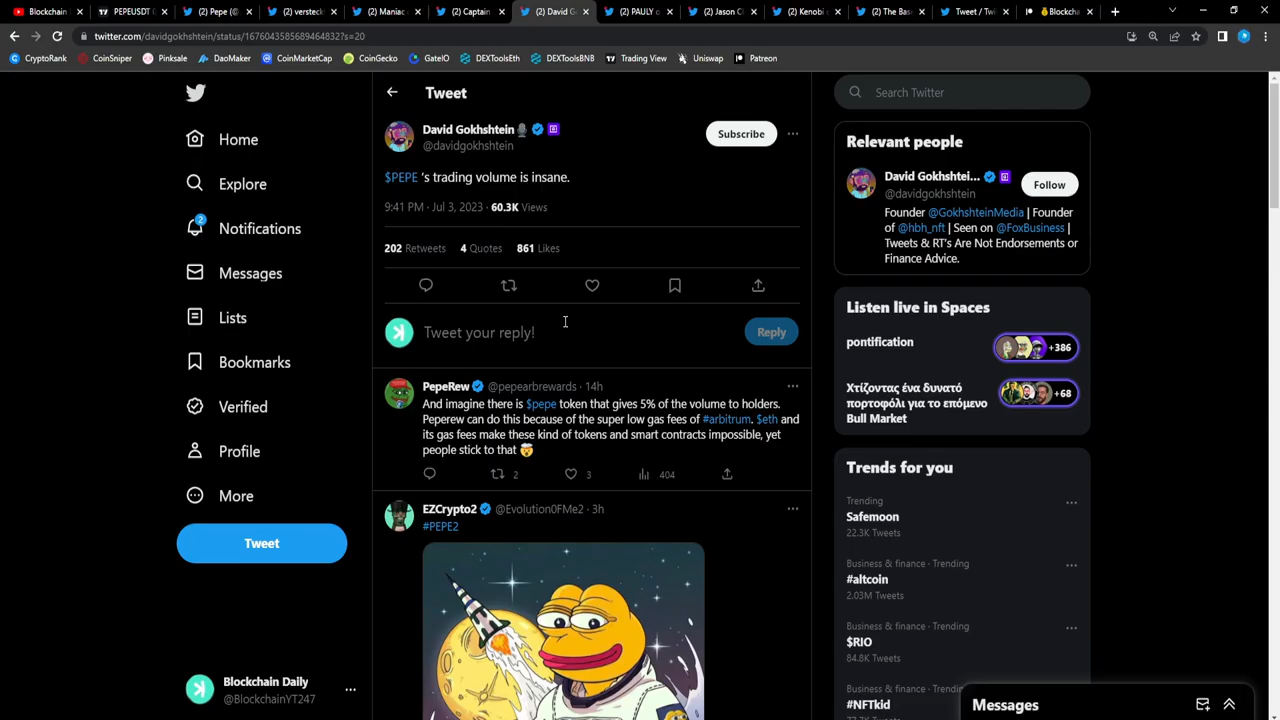 Blockchain
PEPEUSDT (
(2) Pepe (@
(2) versteck
(2) Maniac
(2) Captain
(2) David G
(2) PAULY o
(2) Jason C
(2) Kenobi
(2) The Bas
Tweet / Twi
Blockcha
twitter.com/davidgokhshtein/status/1676043585689464832?s=20
CryptoRank
CoinSniper
Pinksale
DaoMaker
CoinMarketCap
CoinGecko
GateIO
DEXToolsEth
DEXToolsBNB
Trading View
Uniswap
Patreon
Home
Explore
2
Notifications
Messages
Lists
Bookmarks
Verified
Profile
More
Tweet
Blockchain Daily
@BlockchainYT247
Tweet
David Gokhshtein
@davidgokhshtein
Subscribe
$PEPE 's trading volume is insane.
9:41 PM · Jul 3, 2023 · 60.3K Views
202 Retweets 4 Quotes 861 Likes
Tweet your reply!
Reply
PepeRew @pepearbrewards · 14h
And imagine there is $pepe token that gives 5% of the volume to holders.
Peperew can do this because of the super low gas fees of #arbitrum. $eth and
its gas fees make these kind of tokens and smart contracts impossible, yet
people stick to that
2 3 404
EZCrypto2 @Evolution0FMe2 · 3h
#PEPE2
Search Twitter
Relevant people
David Gokhshtei...
@davidgokhshtein
Follow
Founder @GokhshteinMedia | Founder
of @hbh_nft | Seen on @FoxBusiness |
Tweets & RT's Are Not Endorsements or
Finance Advice.
Listen live in Spaces
pontification
+386
Χτίζοντας ένα δυνατό
πορτοφόλι για το επόμενο
Bull Market
+68
Trends for you
Trending
Safemoon
22.3K Tweets
Business & finance · Trending
#altcoin
2.03M Tweets
Business & finance · Trending
$RIO
84.8K Tweets
Business & finance · Trending
#NFTkid
Messages